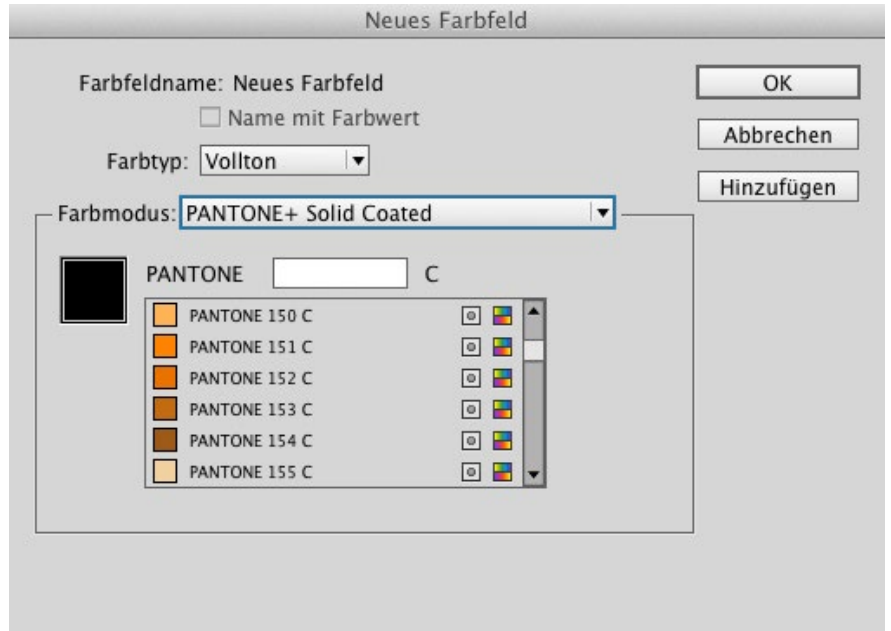 Neues Farbfeld
Farbfeldname: Neues Farbfeld
Name mit Farbwert
Farbtyp: Vollton
Farbmodus: PANTONE+ Solid Coated
PANTONE C
PANTONE 150 C
PANTONE 151 C
PANTONE 152 C
PANTONE 153 C
PANTONE 154 C
PANTONE 155 C
OK
Abbrechen
Hinzufügen